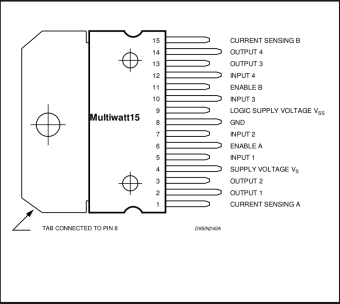 15 CURRENT SENSING B
14 OUTPUT 4
13 OUTPUT 3
12 INPUT 4
11 ENABLE B
10 INPUT 3
9 LOGIC SUPPLY VOLTAGE VSS
Multiwatt15
8 GND
7 INPUT 2
6 ENABLE A
5 INPUT 1
4 SUPPLY VOLTAGE VS
3 OUTPUT 2
2 OUTPUT 1
1 CURRENT SENSING A
TAB CONNECTED TO PIN 8
D95IN240A